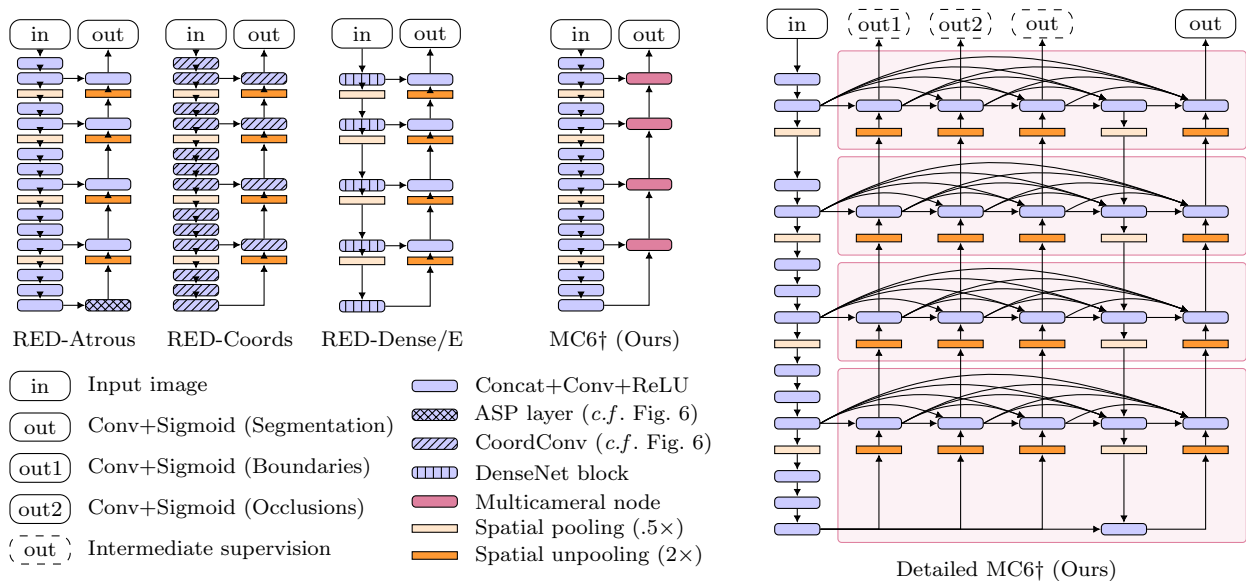 in out in out in out in out
RED-Atrous RED-Coords RED-Dense/E MC6† (Ours)
in Input image
out Conv+Sigmoid (Segmentation)
out1 Conv+Sigmoid (Boundaries)
out2 Conv+Sigmoid (Occlusions)
out Intermediate supervision
Concat+Conv+ReLU
ASP layer (c.f. Fig. 6)
CoordConv (c.f. Fig. 6)
DenseNet block
Multicameral node
Spatial pooling (.5×)
Spatial unpooling (2×)
in out1 out2 out out
Detailed MC6† (Ours)